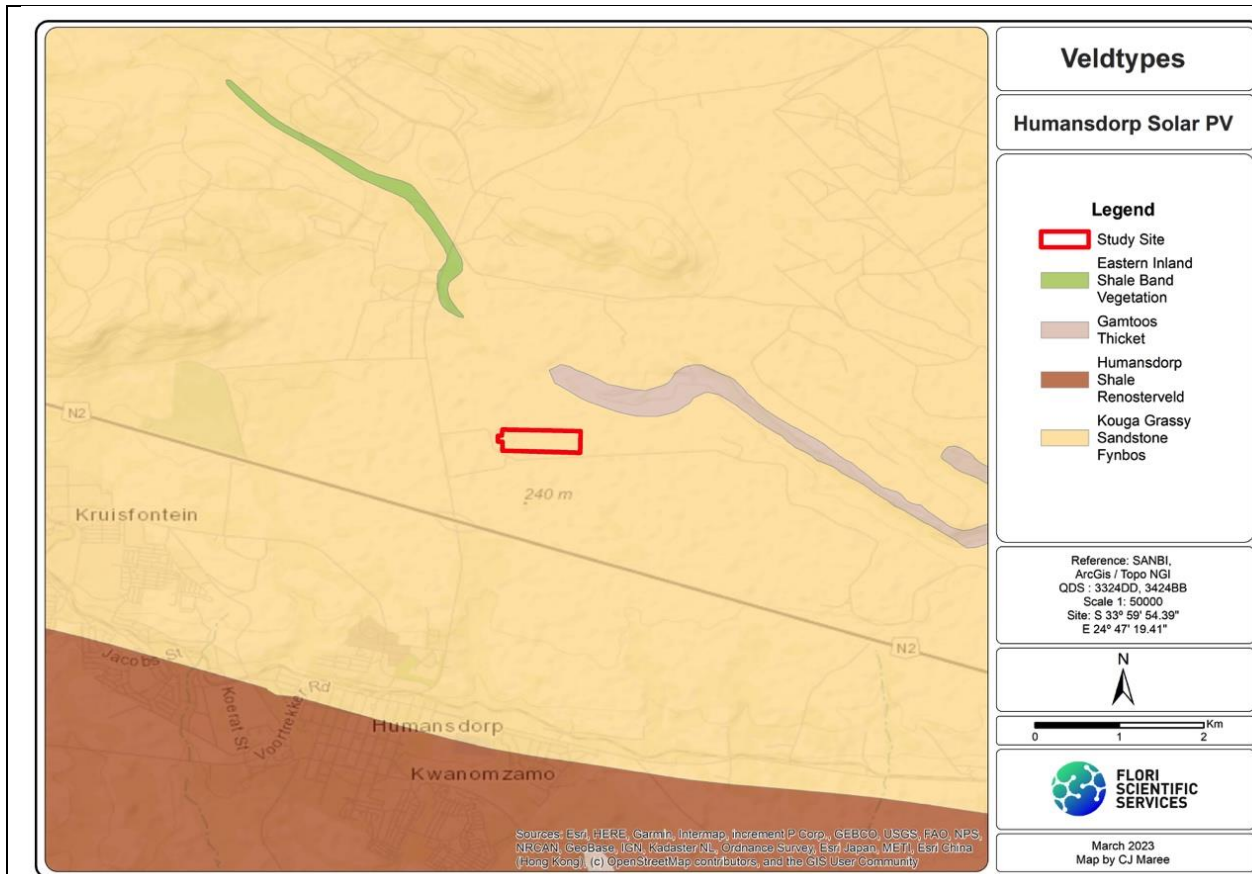 Veldtypes
Humansdorp Solar PV
Legend
Study Site
Eastern Inland
Shale Band
Vegetation
Gamtoos
Thicket
Humansdorp
Shale
Renosterveld
Kouga Grassy
Sandstone
Fynbos
Reference: SANBI,
ArcGis / Topo NGI
QDS : 3324DD, 3424BB
Scale 1: 50000
Site: S 33º 59' 54.39"
E 24º 47' 19.41"
N
Km
0 1 2
FLORI
SCIENTIFIC
SERVICES
March 2023
Map by CJ Maree
N2
240 m
Kruisfontein
N2
Jacobs St
Koerat St
Voortrekker Rd
Humansdorp
Kwanomzamo
Sources: Esri, HERE, Garmin, Intermap, increment P Corp., GEBCO, USGS, FAO, NPS,
NRCAN, GeoBase, IGN, Kadaster NL, Ordnance Survey, Esri Japan, METI, Esri China
(Hong Kong), (c) OpenStreetMap contributors, and the GIS User Community